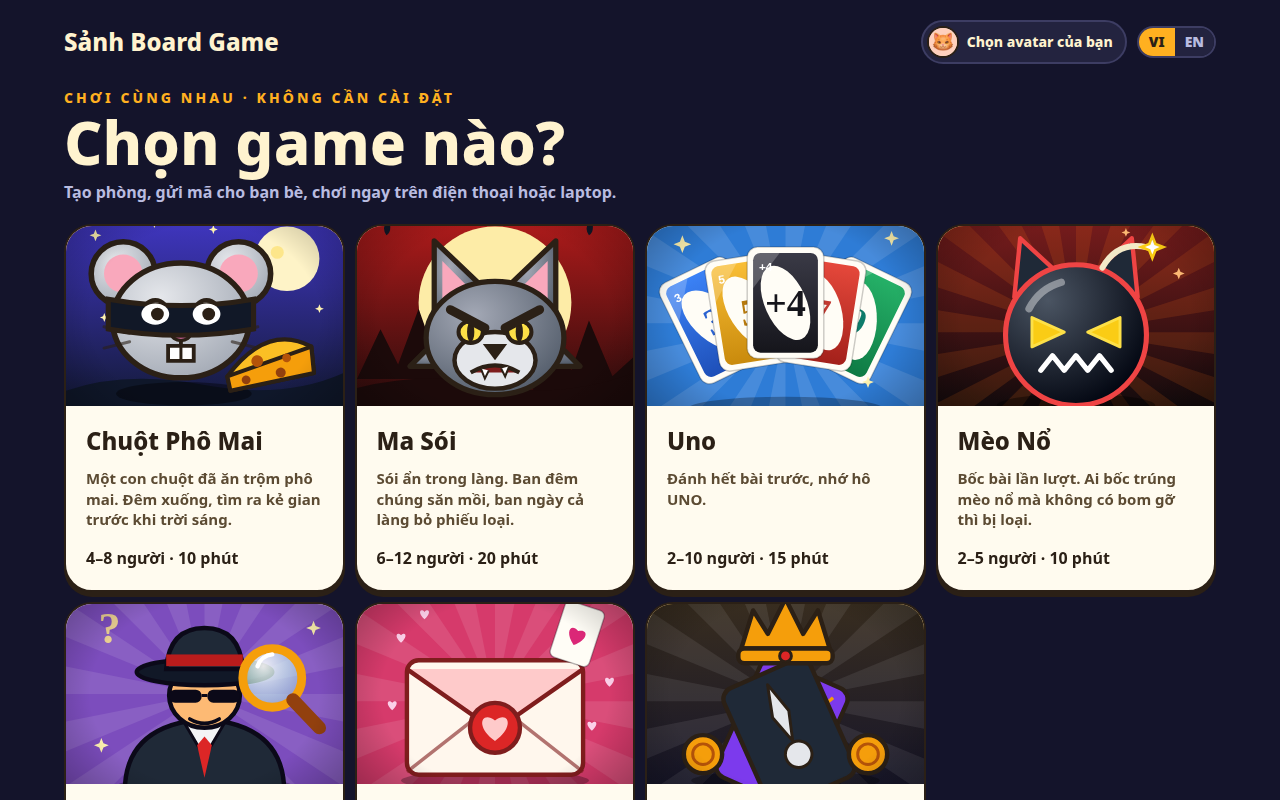 Sảnh Board Game
Chọn avatar của bạn
VI EN
CHƠI CÙNG NHAU · KHÔNG CẦN CÀI ĐẶT
Chọn game nào?
Tạo phòng, gửi mã cho bạn bè, chơi ngay trên điện thoại hoặc laptop.
+4
+4
Chuột Phô Mai
Một con chuột đã ăn trộm phô
mai. Đêm xuống, tìm ra kẻ gian
trước khi trời sáng.
4–8 người · 10 phút
Ma Sói
Sói ẩn trong làng. Ban đêm
chúng săn mồi, ban ngày cả
làng bỏ phiếu loại.
6–12 người · 20 phút
Uno
Đánh hết bài trước, nhớ hô
UNO.
2–10 người · 15 phút
Mèo Nổ
Bốc bài lần lượt. Ai bốc trúng
mèo nổ mà không có bom gỡ
thì bị loại.
2–5 người · 10 phút
?